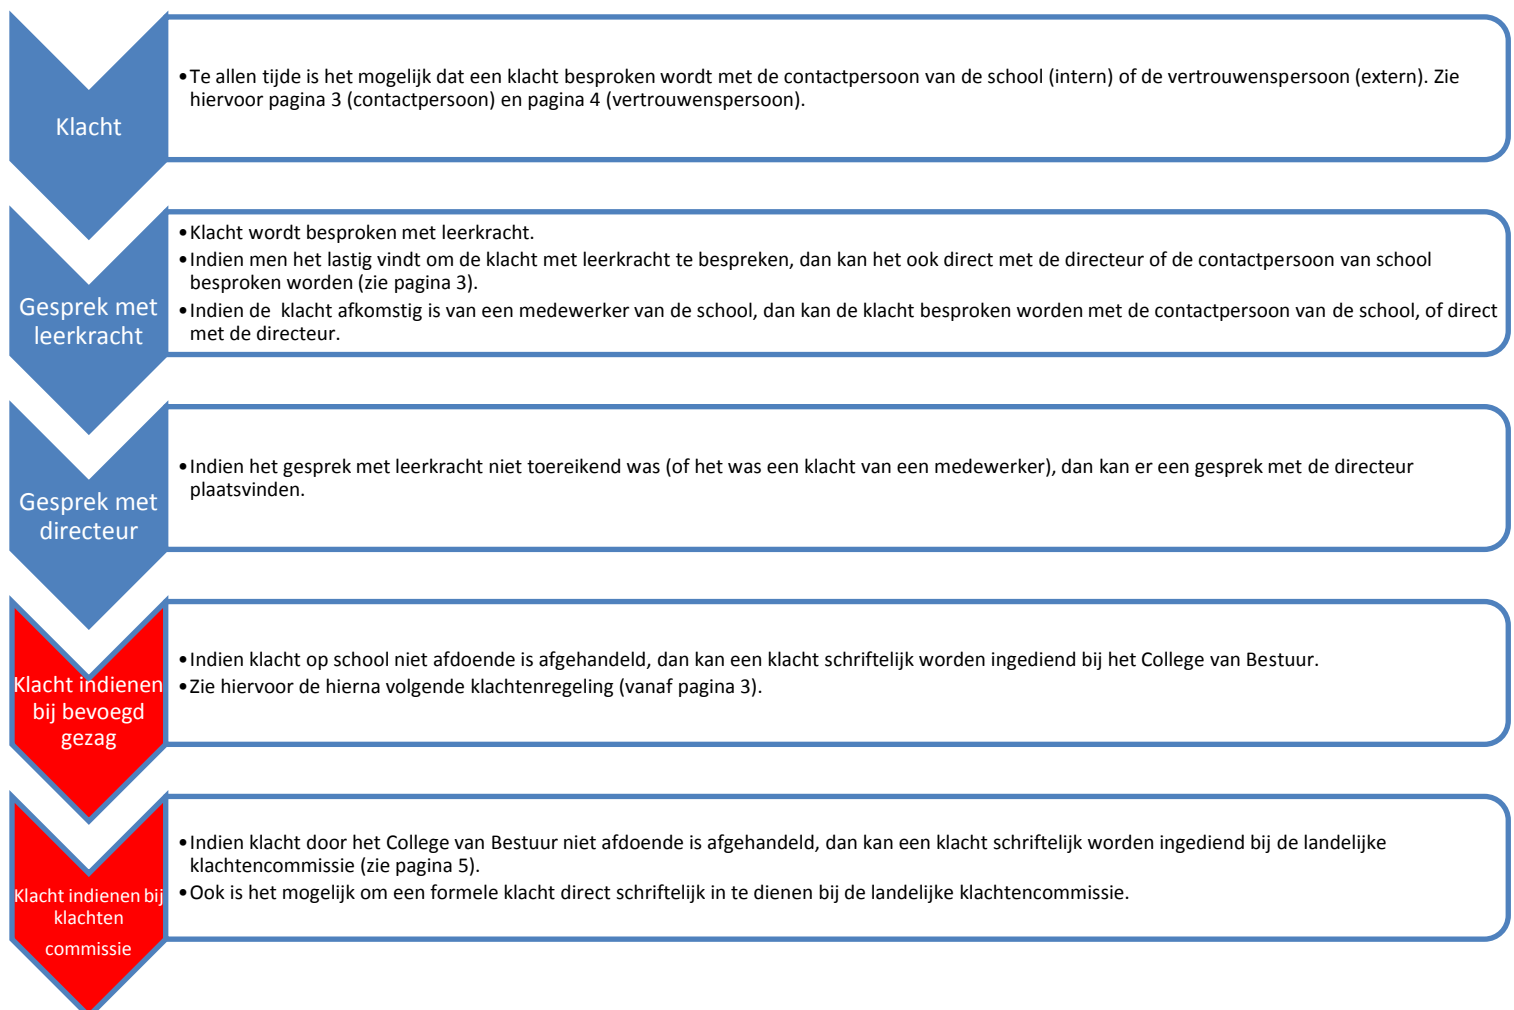 Klacht
•Te allen tijde is het mogelijk dat een klacht besproken wordt met de contactpersoon van de school (intern) of de vertrouwenspersoon (extern). Zie
hiervoor pagina 3 (contactpersoon) en pagina 4 (vertrouwenspersoon).
Gesprek met
leerkracht
•Klacht wordt besproken met leerkracht.
•Indien men het lastig vindt om de klacht met leerkracht te bespreken, dan kan het ook direct met de directeur of de contactpersoon van school
besproken worden (zie pagina 3).
•Indien de  klacht afkomstig is van een medewerker van de school, dan kan de klacht besproken worden met de contactpersoon van de school, of direct
met de directeur.
Gesprek met
directeur
•Indien het gesprek met leerkracht niet toereikend was (of het was een klacht van een medewerker), dan kan er een gesprek met de directeur
plaatsvinden.
Klacht indienen
bij bevoegd
gezag
•Indien klacht op school niet afdoende is afgehandeld, dan kan een klacht schriftelijk worden ingediend bij het College van Bestuur.
•Zie hiervoor de hierna volgende klachtenregeling (vanaf pagina 3).
Klacht indienen bij
klachten
commissie
•Indien klacht door het College van Bestuur niet afdoende is afgehandeld, dan kan een klacht schriftelijk worden ingediend bij de landelijke
klachtencommissie (zie pagina 5).
•Ook is het mogelijk om een formele klacht direct schriftelijk in te dienen bij de landelijke klachtencommissie.